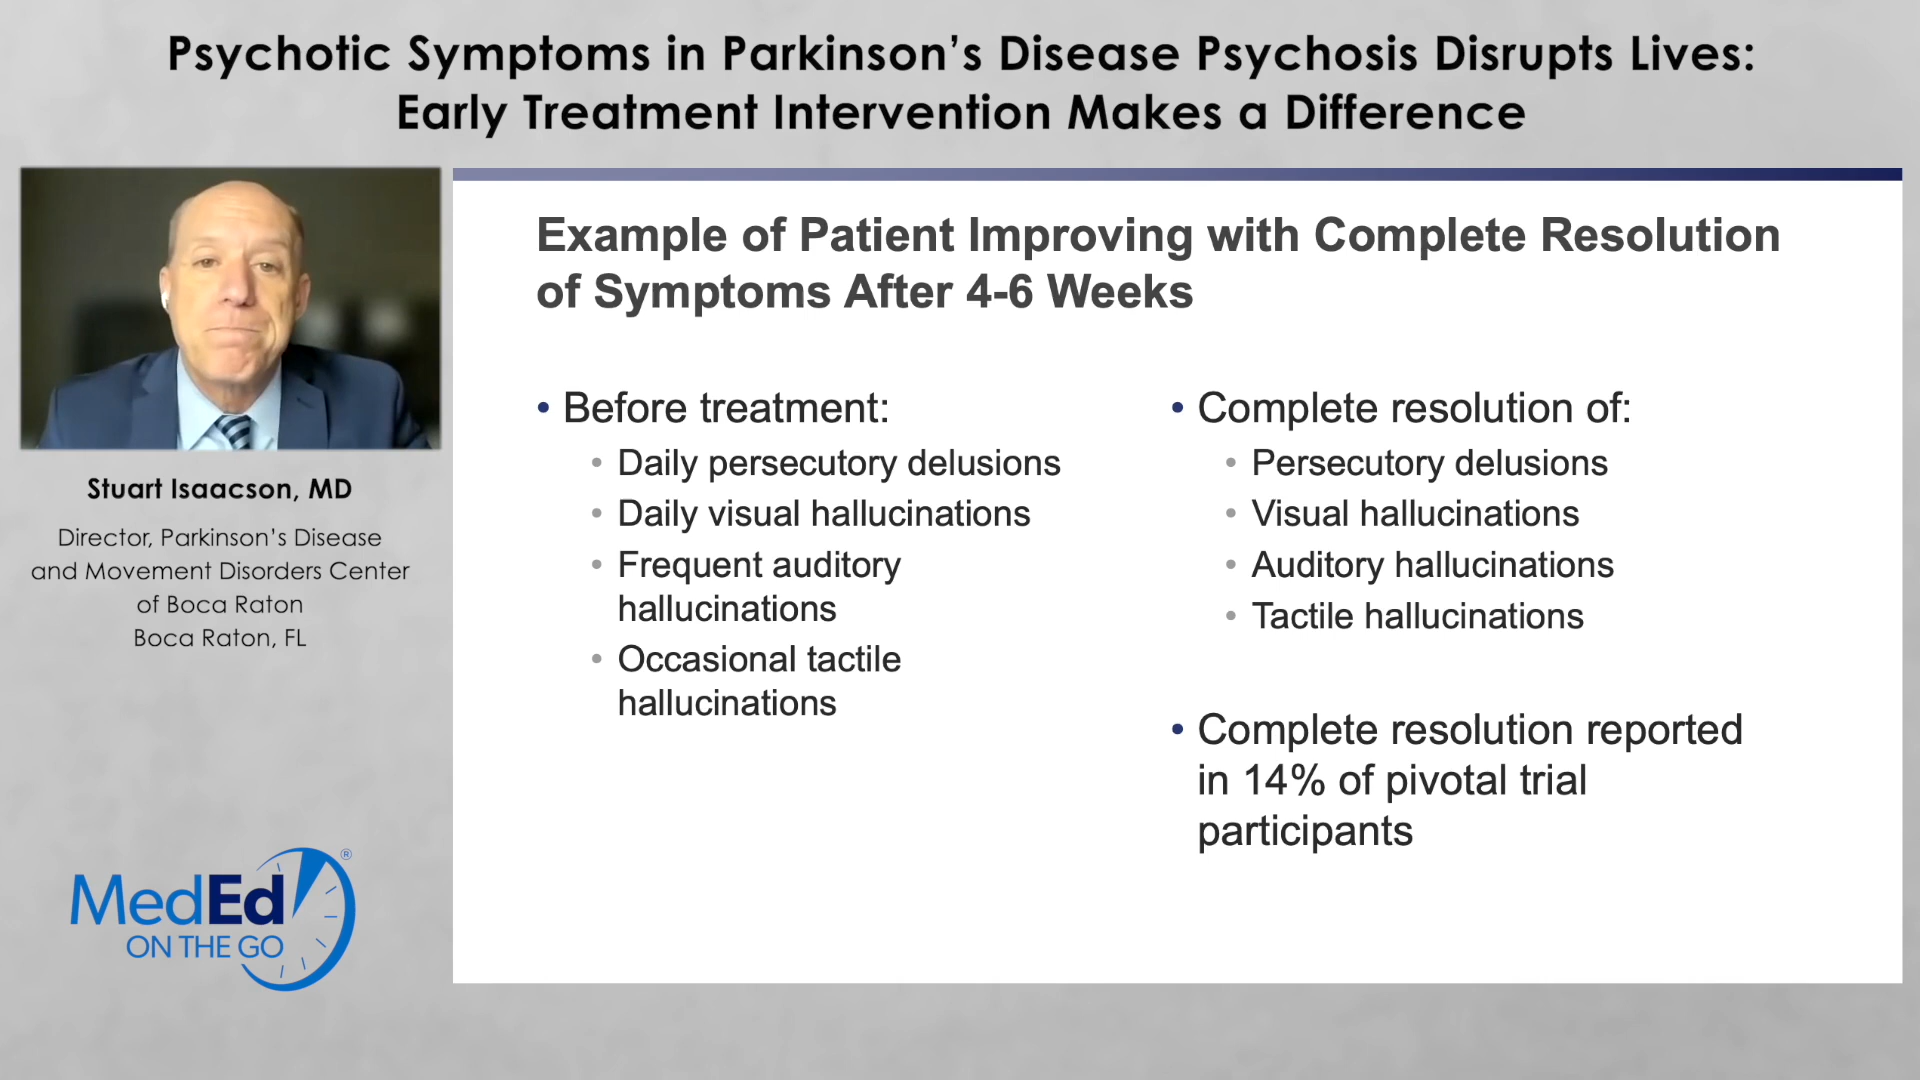 Psychotic Symptoms in Parkinson’s Disease Psychosis Disrupts Lives:
Early Treatment Intervention Makes a Difference
Stuart Isaacson, MD
Director, Parkinson’s Disease
and Movement Disorders Center
of Boca Raton
Boca Raton, FL
MedEd®
ON THE GO
Example of Patient Improving with Complete Resolution
of Symptoms After 4-6 Weeks
• Before treatment:
• Daily persecutory delusions
• Daily visual hallucinations
• Frequent auditory
hallucinations
• Occasional tactile
hallucinations
• Complete resolution of:
• Persecutory delusions
• Visual hallucinations
• Auditory hallucinations
• Tactile hallucinations
• Complete resolution reported
in 14% of pivotal trial
participants